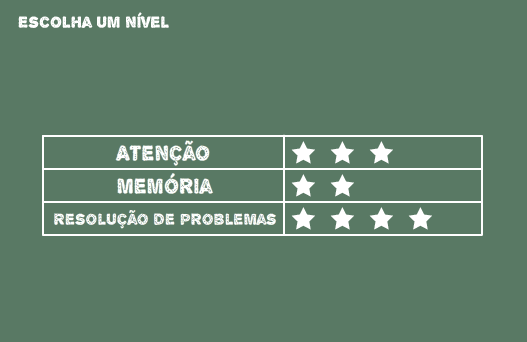 ESCOLHA UM NÍVEL
ATENÇÃO
MEMÓRIA
RESOLUÇÃO DE PROBLEMAS